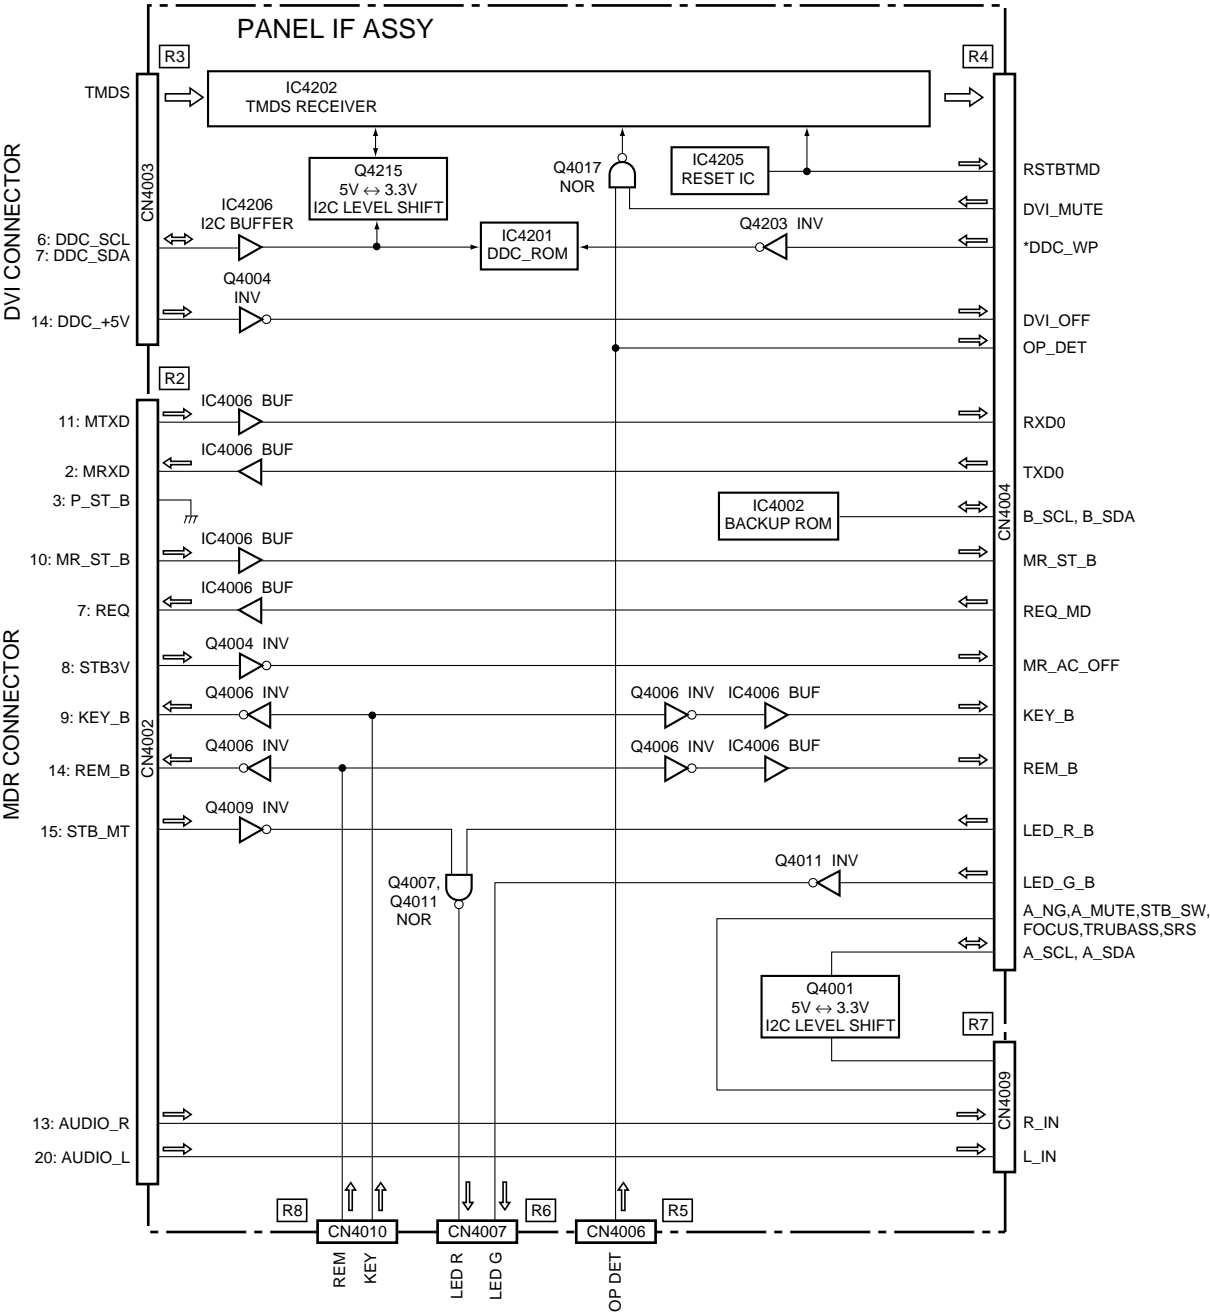 PANEL IF ASSY
R3
R4
TMDS
IC4202
TMDS RECEIVER
DVI CONNECTOR
CN4003
Q4215
5V ↔ 3.3V
I2C LEVEL SHIFT
Q4017
NOR
IC4205
RESET IC
RSTBTMD
DVI_MUTE
IC4206
I2C BUFFER
6: DDC_SCL
7: DDC_SDA
IC4201
DDC_ROM
Q4203 INV
*DDC_WP
Q4004
INV
14: DDC_+5V
DVI_OFF
OP_DET
R2
IC4006 BUF
11: MTXD
RXD0
IC4006 BUF
2: MRXD
TXD0
3: P_ST_B
IC4002
BACKUP ROM
CN4004
B_SCL, B_SDA
IC4006 BUF
10: MR_ST_B
MR_ST_B
IC4006 BUF
7: REQ
REQ_MD
MDR CONNECTOR
Q4004 INV
8: STB3V
MR_AC_OFF
CN4002
Q4006 INV
Q4006 INV
IC4006 BUF
9: KEY_B
KEY_B
Q4006 INV
Q4006 INV
IC4006 BUF
14: REM_B
REM_B
Q4009 INV
15: STB_MT
LED_R_B
Q4007,
Q4011
NOR
Q4011 INV
LED_G_B
A_NG,A_MUTE,STB_SW,
FOCUS,TRUBASS,SRS
A_SCL, A_SDA
Q4001
5V ↔ 3.3V
I2C LEVEL SHIFT
R7
CN4009
13: AUDIO_R
R_IN
20: AUDIO_L
L_IN
R8
R6
R5
CN4010
CN4007
CN4006
REM
KEY
LED R
LED G
OP DET